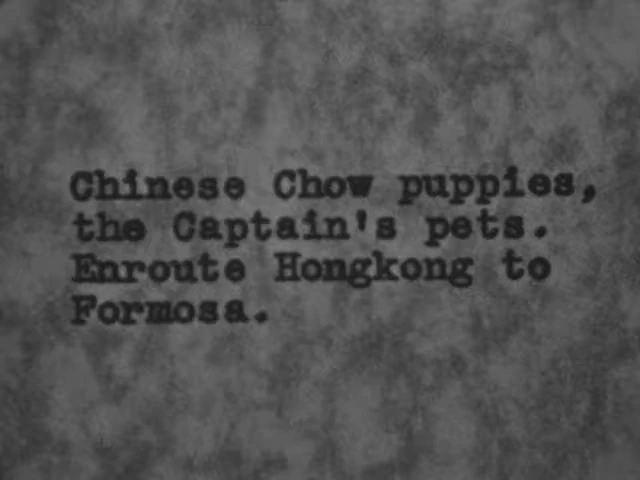 Chinese Chow puppies,
the Captain's pets.
Enroute Hongkong to
Formosa.